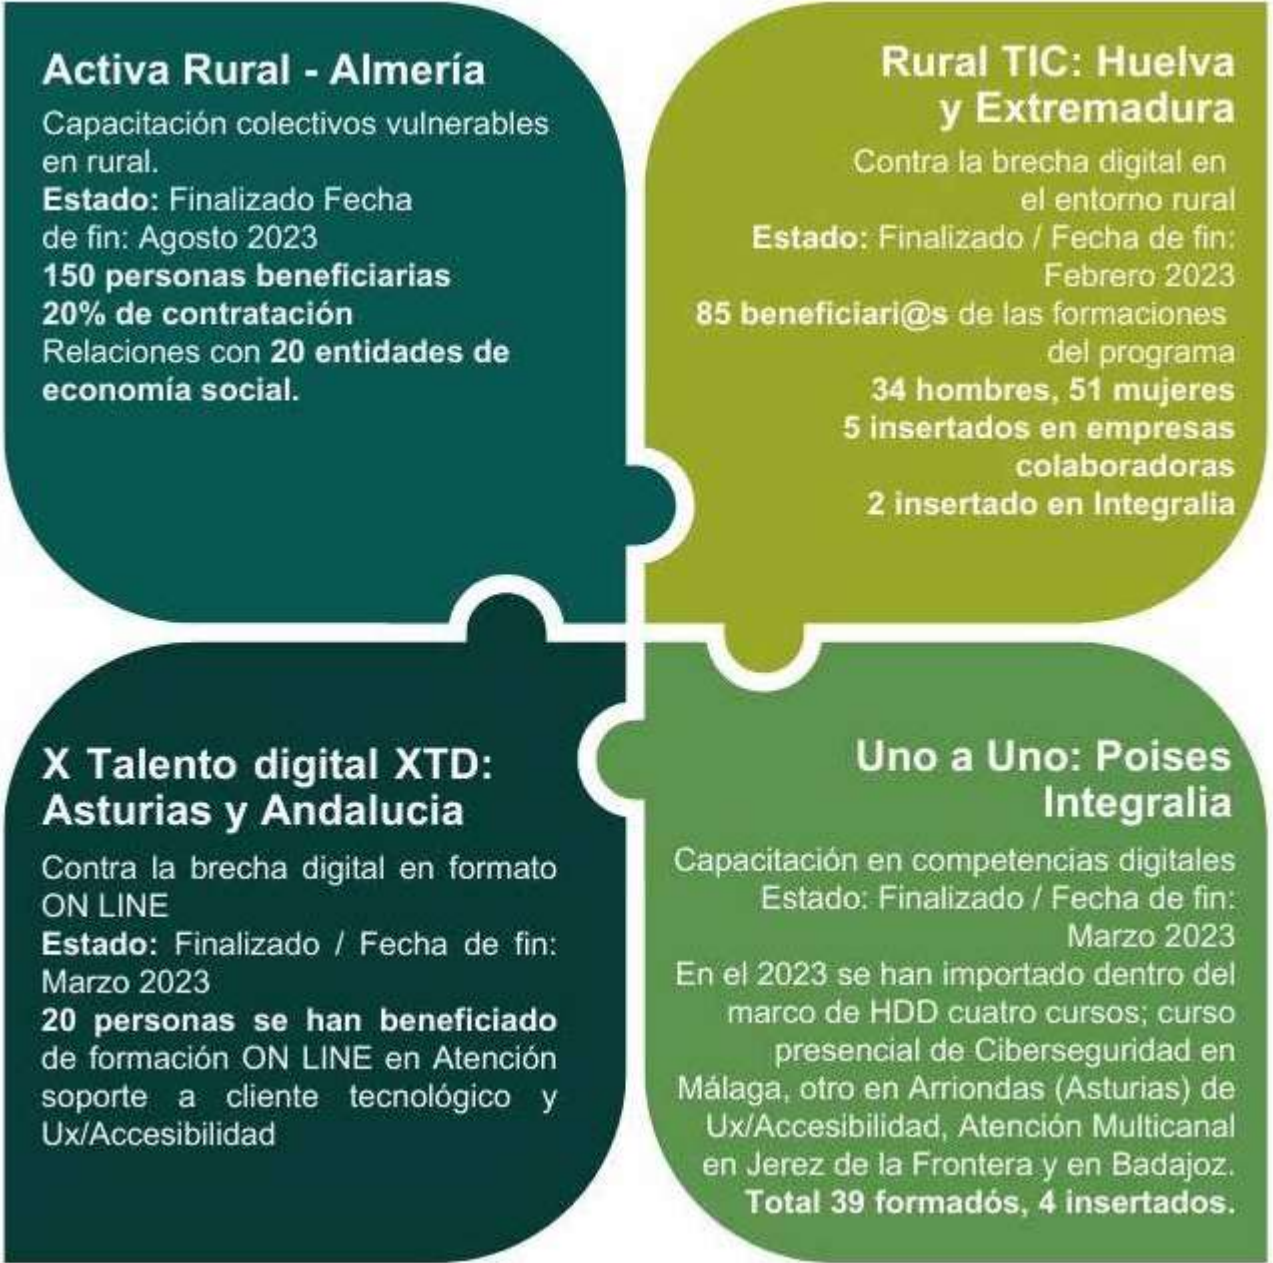 Activa Rural - Almería
Capacitación colectivos vulnerables
en rural.
Estado: Finalizado Fecha
de fin: Agosto 2023
150 personas beneficiarias
20% de contratación
Relaciones con 20 entidades de
economía social.
Rural TIC: Huelva
y Extremadura
Contra la brecha digital en
el entorno rural
Estado: Finalizado / Fecha de fin:
Febrero 2023
85 beneficiari@s de las formaciones
del programa
34 hombres, 51 mujeres
5 insertados en empresas
colaboradoras
2 insertado en Integralia
X Talento digital XTD:
Asturias y Andalucia
Contra la brecha digital en formato
ON LINE
Estado: Finalizado / Fecha de fin:
Marzo 2023
20 personas se han beneficiado
de formación ON LINE en Atención
soporte a cliente tecnológico y
Ux/Accesibilidad
Uno a Uno: Poises
Integralia
Capacitación en competencias digitales
Estado: Finalizado / Fecha de fin:
Marzo 2023
En el 2023 se han importado dentro del
marco de HDD cuatro cursos; curso
presencial de Ciberseguridad en
Málaga, otro en Arriondas (Asturias) de
Ux/Accesibilidad, Atención Multicanal
en Jerez de la Frontera y en Badajoz.
Total 39 formadós, 4 insertados.